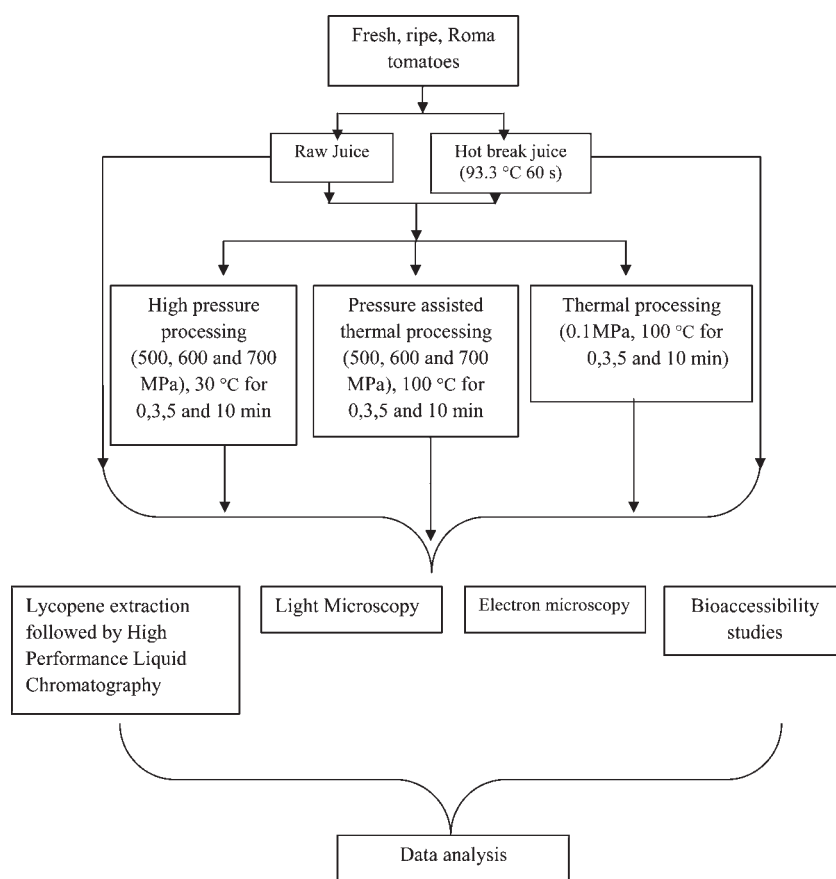 Fresh, ripe, Roma
tomatoes
Raw Juice
Hot break juice
(93.3 °C 60 s)
High pressure
processing
(500, 600 and 700
MPa), 30 °C for
0,3,5 and 10 min
Pressure assisted
thermal processing
(500, 600 and 700
MPa), 100 °C for
0,3,5 and 10 min
Thermal processing
(0.1MPa, 100 °C for
0,3,5 and 10 min)
Lycopene extraction
followed by High
Performance Liquid
Chromatography
Light Microscopy
Electron microscopy
Bioaccessibility
studies
Data analysis